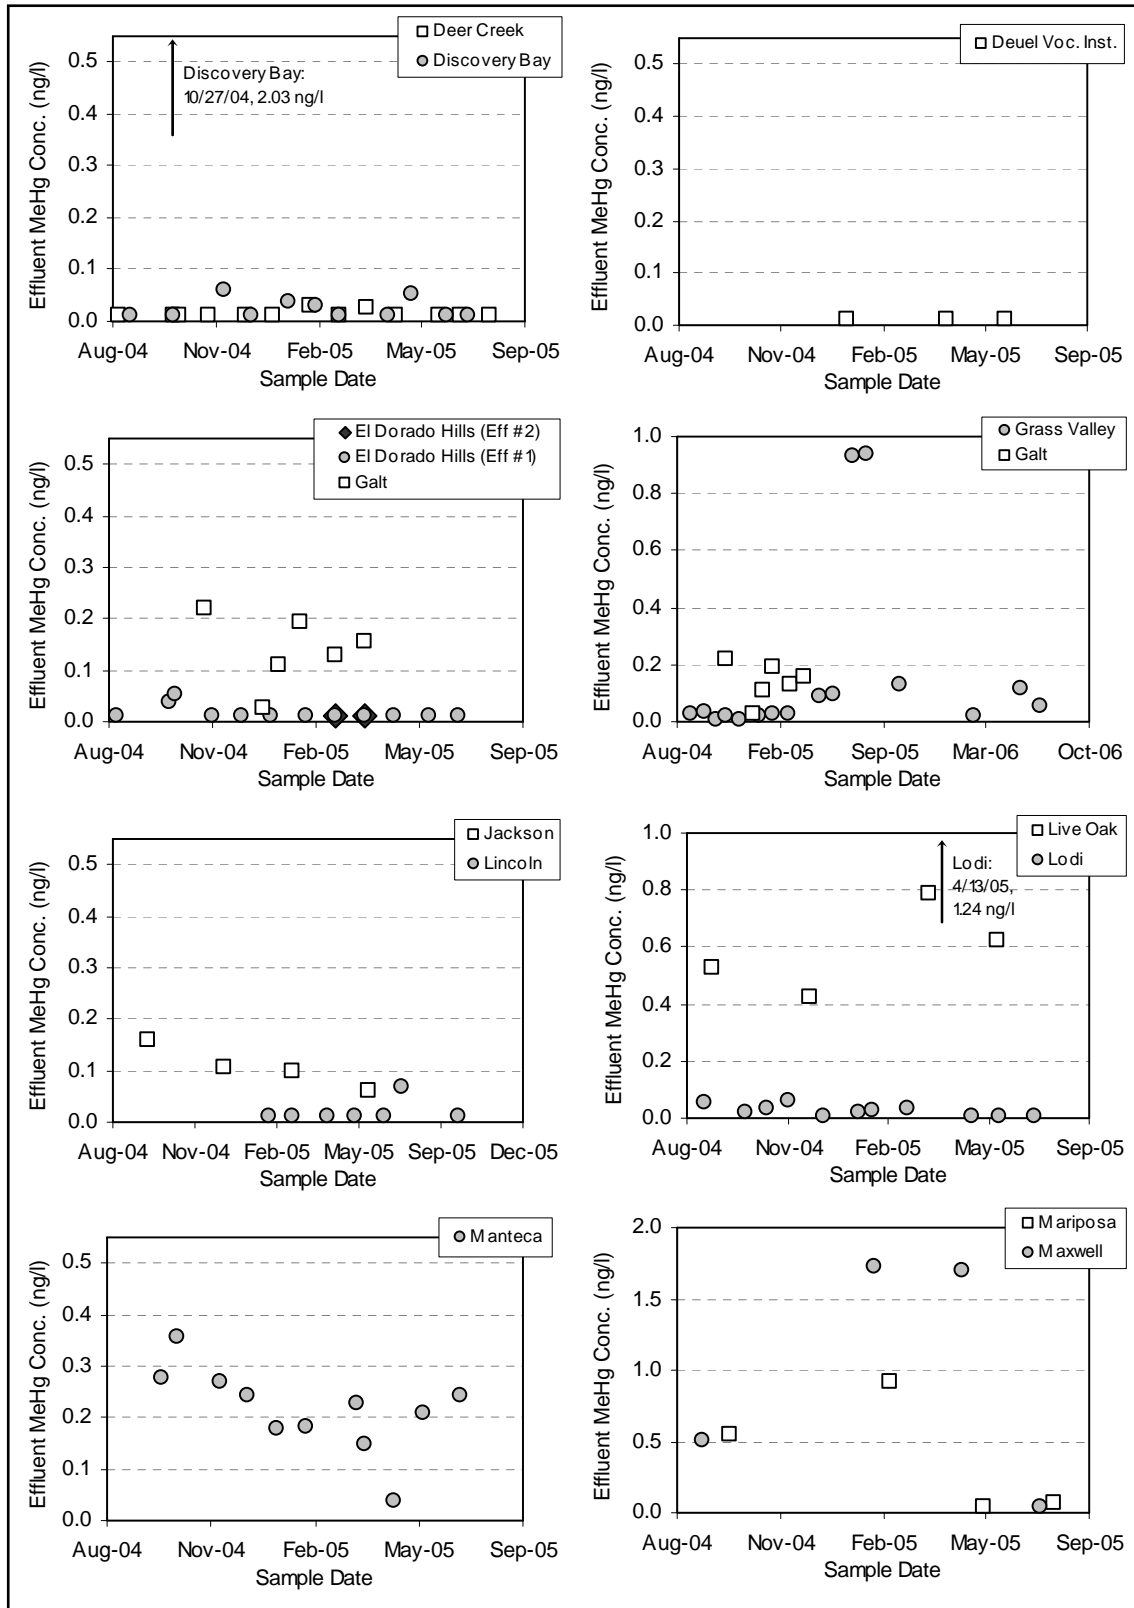 Deer Creek
Discovery Bay
Discovery Bay:
10/27/04, 2.03 ng/l
Effluent MeHg Conc. (ng/l)
0.5
0.4
0.3
0.2
0.1
0.0
Aug-04 Nov-04 Feb-05 May-05 Sep-05
Sample Date
Deuel Voc. Inst.
Effluent MeHg Conc. (ng/l)
0.5
0.4
0.3
0.2
0.1
0.0
Aug-04 Nov-04 Feb-05 May-05 Sep-05
Sample Date
El Dorado Hills (Eff #2)
El Dorado Hills (Eff #1)
Galt
Effluent MeHg Conc. (ng/l)
0.5
0.4
0.3
0.2
0.1
0.0
Aug-04 Nov-04 Feb-05 May-05 Sep-05
Sample Date
Grass Valley
Galt
Effluent MeHg Conc. (ng/l)
1.0
0.8
0.6
0.4
0.2
0.0
Aug-04 Feb-05 Sep-05 Mar-06 Oct-06
Sample Date
Jackson
Lincoln
Effluent MeHg Conc. (ng/l)
0.5
0.4
0.3
0.2
0.1
0.0
Aug-04 Nov-04 Feb-05 May-05 Sep-05 Dec-05
Sample Date
Live Oak
Lodi
Lodi:
4/13/05,
1.24 ng/l
Effluent MeHg Conc. (ng/l)
1.0
0.8
0.6
0.4
0.2
0.0
Aug-04 Nov-04 Feb-05 May-05 Sep-05
Sample Date
Manteca
Effluent MeHg Conc. (ng/l)
0.5
0.4
0.3
0.2
0.1
0.0
Aug-04 Nov-04 Feb-05 May-05 Sep-05
Sample Date
Mariposa
Maxwell
Effluent MeHg Conc. (ng/l)
2.0
1.5
1.0
0.5
0.0
Aug-04 Nov-04 Feb-05 May-05 Sep-05
Sample Date